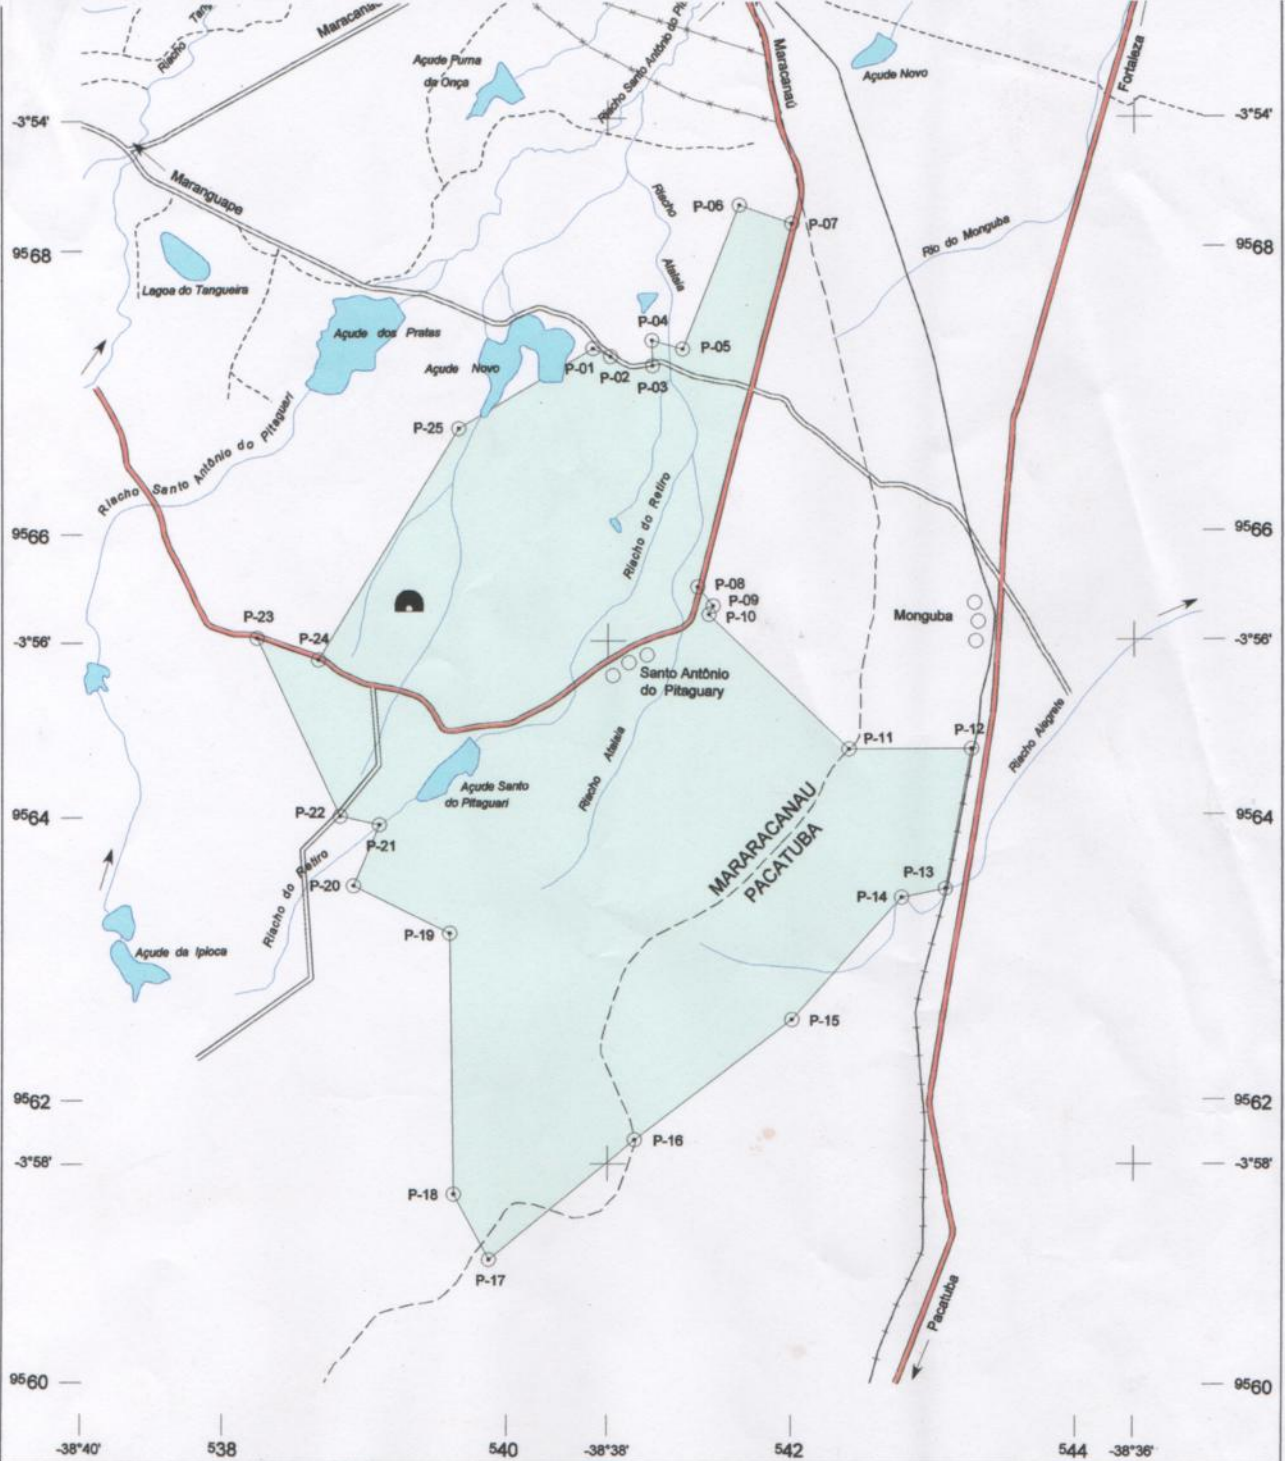 Riacho
Maracanaú
Açude Furna
da Onça
Riacho Santo Antônio do
Maracanaú
Açude Novo
Fortaleza
-3°54'
-3°54'
Maranguape
Riacho
Atalaia
P-06
P-07
Rio do Monguba
9568
9568
Lagoa do Tangueira
Açude dos Pratas
Açude Novo
P-04
P-05
P-01
P-02
P-03
P-25
Riacho Santo Antônio do Pitaguari
Riacho do Retiro
9566
9566
P-08
P-09
P-10
Monguba
P-23
P-24
-3°56'
-3°56'
Santo Antônio
do Pitaguary
P-11
P-12
Riacho Alegrete
Riacho Atalaia
Açude Santo
do Pitaguari
MARARACANAU
PACATUBA
P-22
P-21
9564
9564
P-20
P-13
P-14
Riacho do Retiro
P-19
Açude da Ipioca
P-15
9562
9562
P-16
-3°58'
-3°58'
P-18
P-17
Pacatuba
9560
9560
-38°40'
538
540
-38°38'
542
544
-38°36'